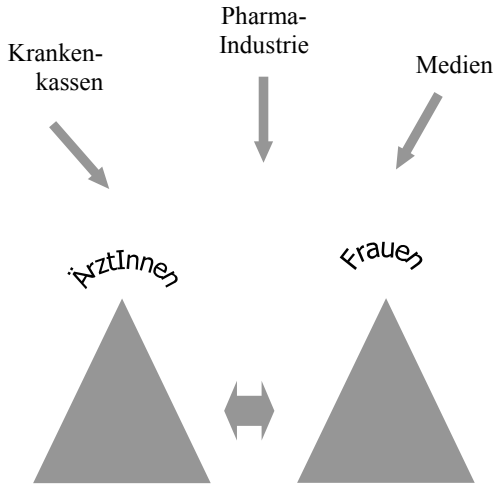 Pharma-
Industrie
Kranken-
kassen
Medien
ÄrztInnen
Frauen